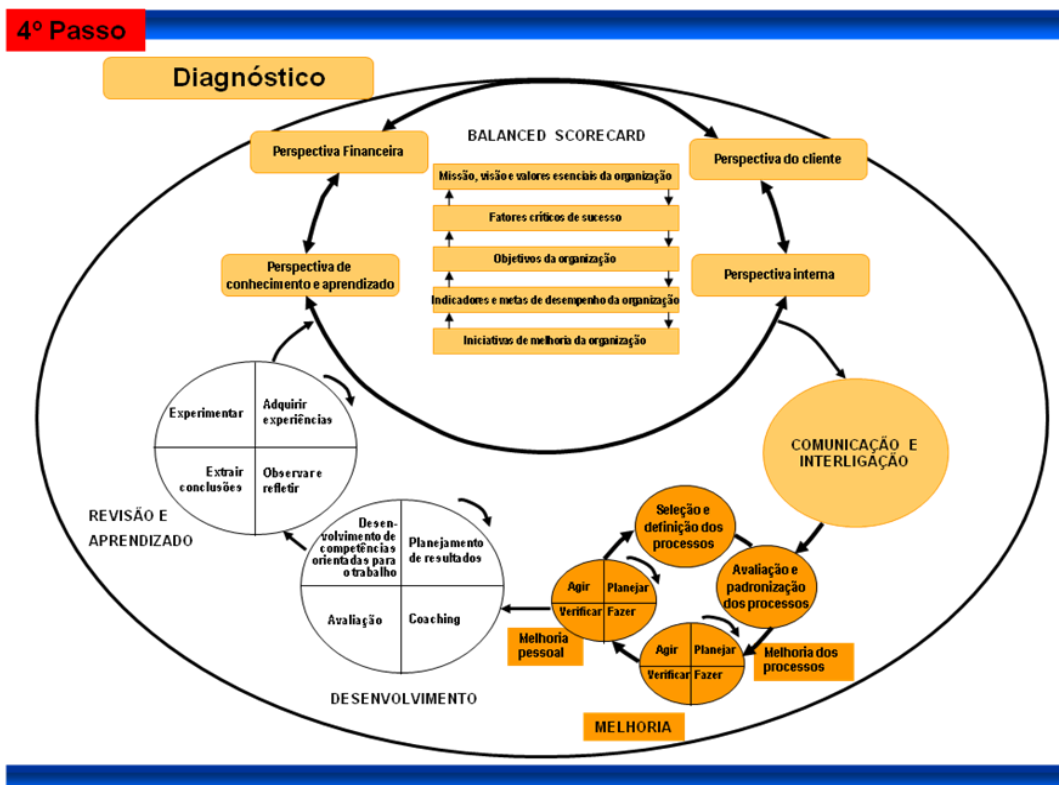 4º Passo
Diagnóstico
BALANCED SCORECARD
Perspectiva Financeira
Perspectiva do cliente
Missão, visão e valores esenciais da organização
Fatores críticos de sucesso
Objetivos da organização
Indicadores e metas de desempenho da organização
Iniciativas de melhoria da organização
Perspectiva de
conhecimento e aprendizado
Perspectiva interna
Experimentar
Adquirir
experiências
Extrair
conclusões
Observar e
refletir
REVISÃO E
APRENDIZADO
COMUNICAÇÃO E
INTERLIGAÇÃO
Desen-
volvimento de
competências
orientadas para
o trabalho
Planejamento
de resultados
Avaliação
Coaching
DESENVOLVIMENTO
Seleção e
definição dos
processos
Avaliação e
padronização
dos processos
Agir
Planejar
Verificar
Fazer
Melhoria
pessoal
Agir
Planejar
Verificar
Fazer
Melhoria dos
processos
MELHORIA